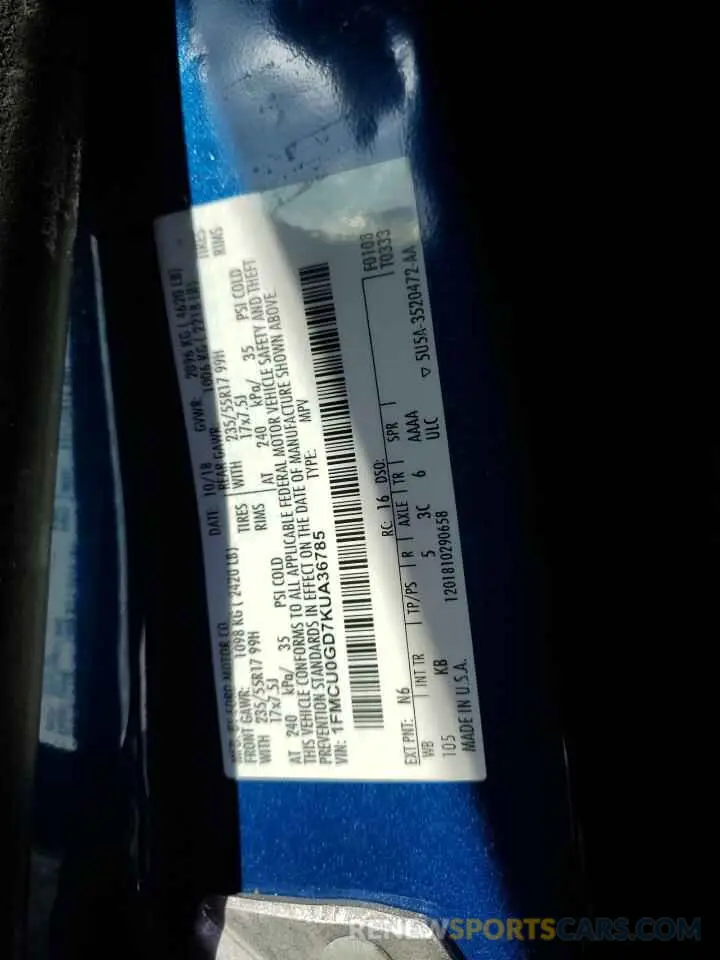 MFD. BY FORD MOTOR CO.
DATE: 10/18 GVWR: 2096 KG ( 4620 LB)
FRONT GAWR: 1098 KG ( 2420 LB) REAR GAWR: 1006 KG ( 2218 LB)
WITH 235/55R17 99H TIRES WITH 235/55R17 99H TIRES
17x7.5J RIMS 17x7.5J RIMS
AT 240 kPa/ 35 PSI COLD AT 240 kPa/ 35 PSI COLD
THIS VEHICLE CONFORMS TO ALL APPLICABLE FEDERAL MOTOR VEHICLE SAFETY AND THEFT
PREVENTION STANDARDS IN EFFECT ON THE DATE OF MANUFACTURE SHOWN ABOVE
VIN: 1FMCU0GD7KUA36785 TYPE: MPV
F0108
T0333
EXT PNT: N6 RC: 16 DSO:
WB INT TR TP/PS R AXLE TR SPR
105 KB 5 3C 6 AAAA
ULC
MADE IN U.S.A. 1201810290658 ▽ 5U5A-3520472-AA
RENEWSPORTSCARS.COM